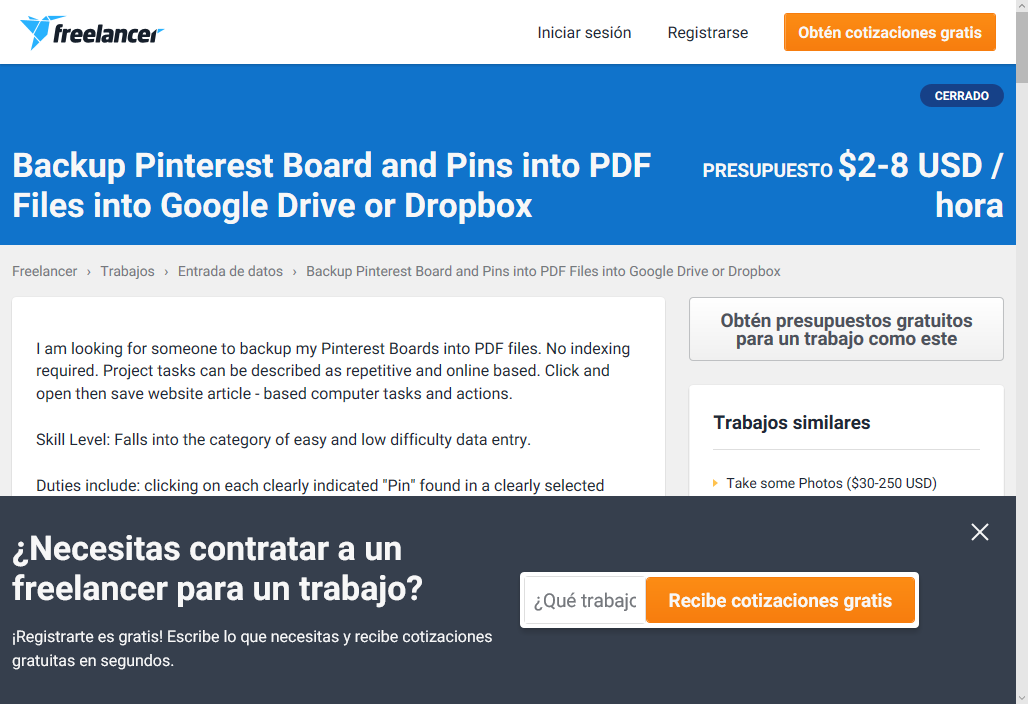 freelancer
Iniciar sesión
Registrarse
Obtén cotizaciones gratis
CERRADO
Backup Pinterest Board and Pins into PDF
Files into Google Drive or Dropbox
PRESUPUESTO $2-8 USD /
hora
Freelancer › Trabajos › Entrada de datos › Backup Pinterest Board and Pins into PDF Files into Google Drive or Dropbox
I am looking for someone to backup my Pinterest Boards into PDF files. No indexing
required. Project tasks can be described as repetitive and online based. Click and
open then save website article - based computer tasks and actions.
Skill Level: Falls into the category of easy and low difficulty data entry.
Duties include: clicking on each clearly indicated "Pin" found in a clearly selected
Obtén presupuestos gratuitos
para un trabajo como este
Trabajos similares
Take some Photos ($30-250 USD)
¿Necesitas contratar a un
freelancer para un trabajo?
¡Registrarte es gratis! Escribe lo que necesitas y recibe cotizaciones
gratuitas en segundos.
¿Qué trabajo
Recibe cotizaciones gratis